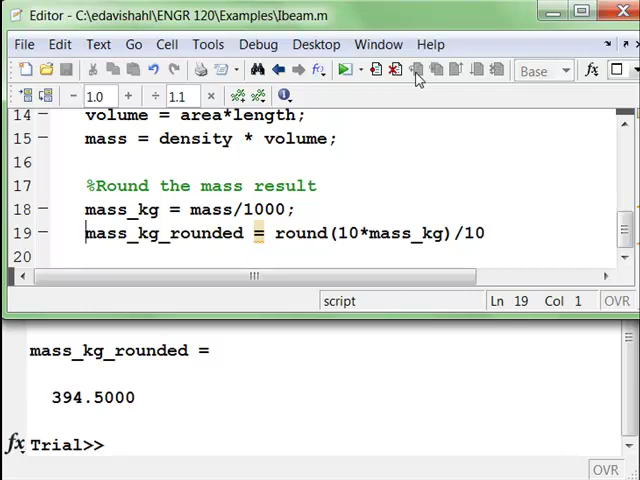 Editor - C:\edavishahl\ENGR 120\Examples\Ibeam.m
File Edit Text Go Cell Tools Debug Desktop Window Help
Base fx
− 1.0 + ÷ 1.1 ×
14 − volume = area*length;
15 − mass = density * volume;
16
17 %Round the mass result
18 − mass_kg = mass/1000;
19 − mass_kg_rounded = round(10*mass_kg)/10
20
script Ln 19 Col 1 OVR
mass_kg_rounded =
394.5000
fx Trial>>
OVR